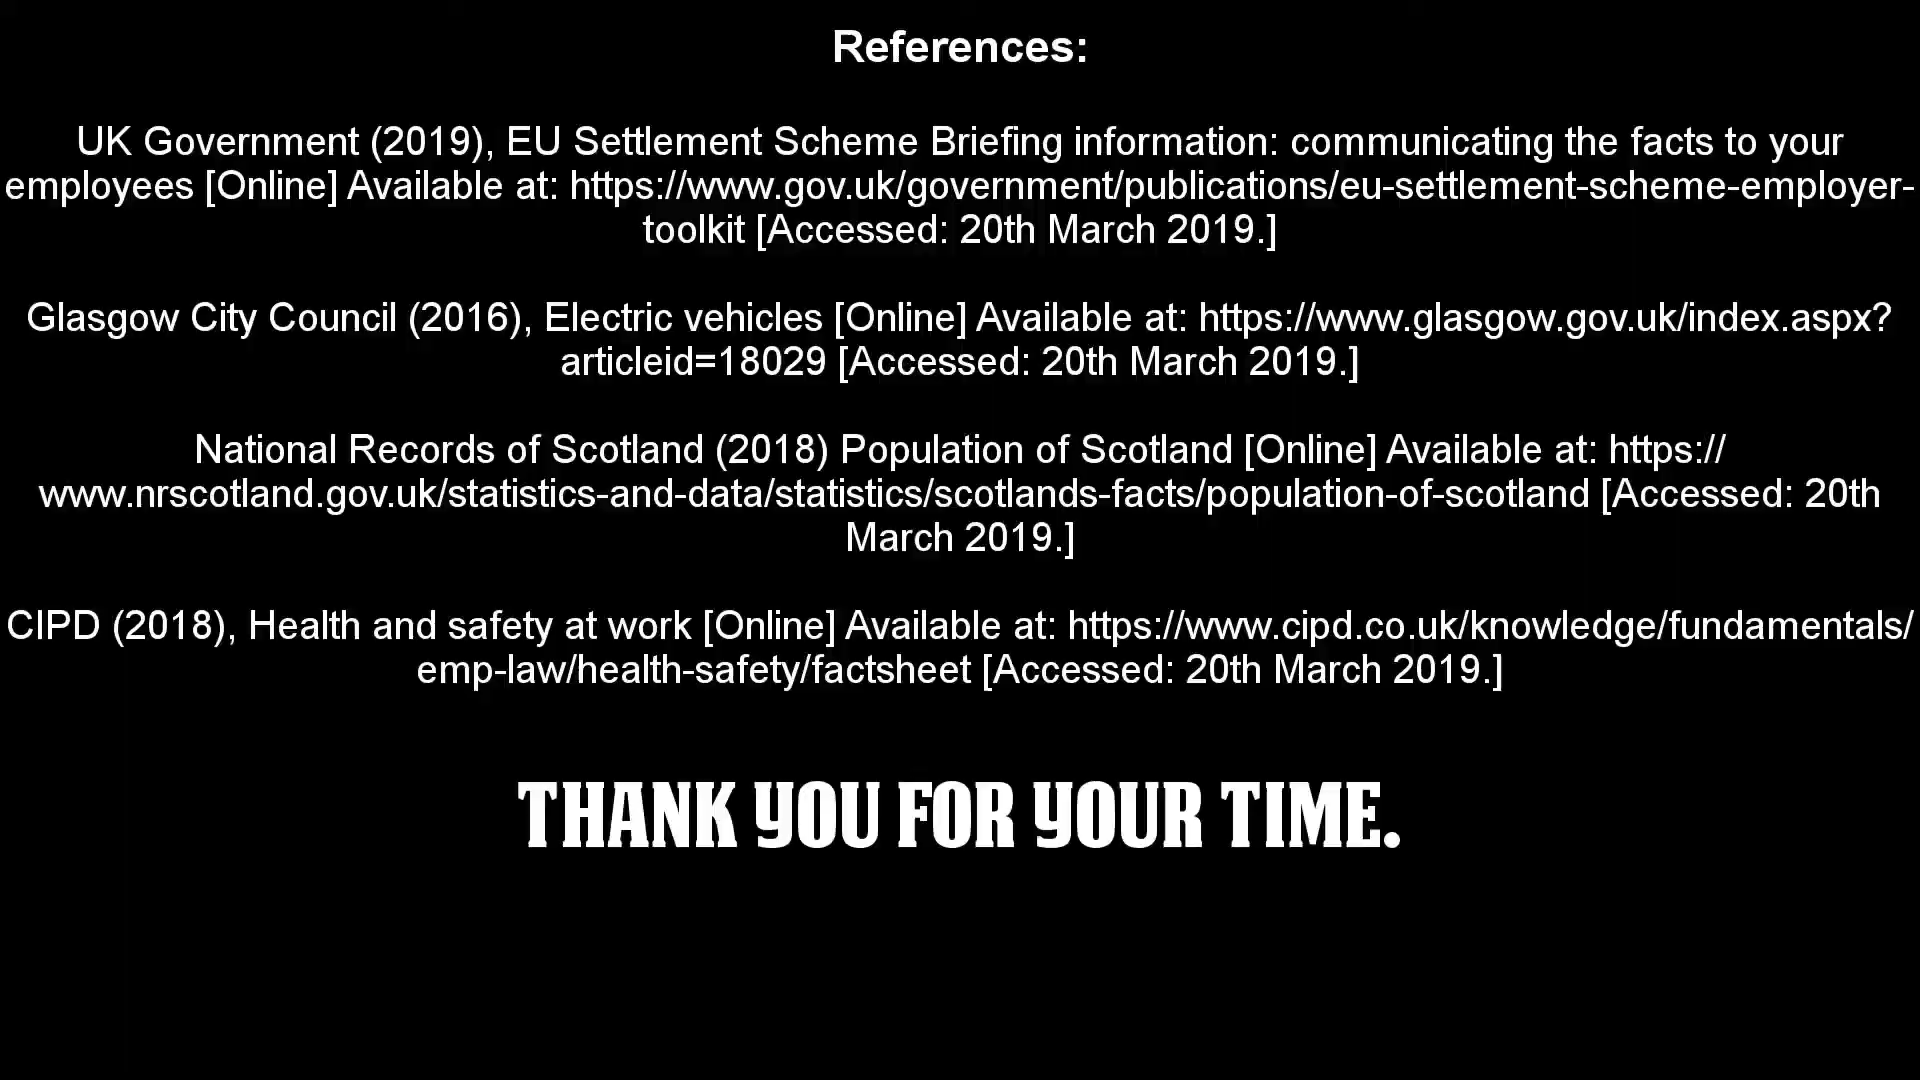 References:
UK Government (2019), EU Settlement Scheme Briefing information: communicating the facts to your
employees [Online] Available at: https://www.gov.uk/government/publications/eu-settlement-scheme-employer-
toolkit [Accessed: 20th March 2019.]
Glasgow City Council (2016), Electric vehicles [Online] Available at: https://www.glasgow.gov.uk/index.aspx?
articleid=18029 [Accessed: 20th March 2019.]
National Records of Scotland (2018) Population of Scotland [Online] Available at: https://
www.nrscotland.gov.uk/statistics-and-data/statistics/scotlands-facts/population-of-scotland [Accessed: 20th
March 2019.]
CIPD (2018), Health and safety at work [Online] Available at: https://www.cipd.co.uk/knowledge/fundamentals/
emp-law/health-safety/factsheet [Accessed: 20th March 2019.]
THANK YOU FOR YOUR TIME.